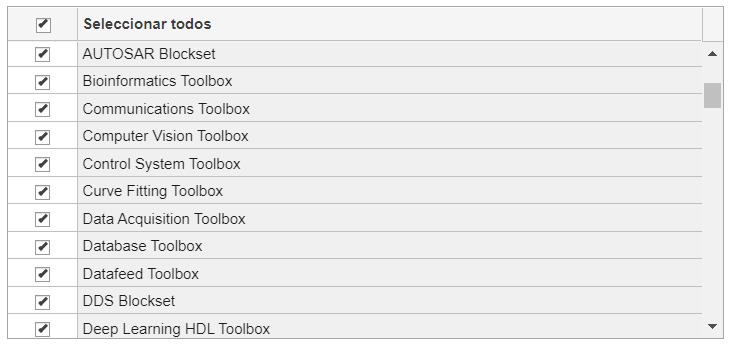 Seleccionar todos
AUTOSAR Blockset
Bioinformatics Toolbox
Communications Toolbox
Computer Vision Toolbox
Control System Toolbox
Curve Fitting Toolbox
Data Acquisition Toolbox
Database Toolbox
Datafeed Toolbox
DDS Blockset
Deep Learning HDL Toolbox